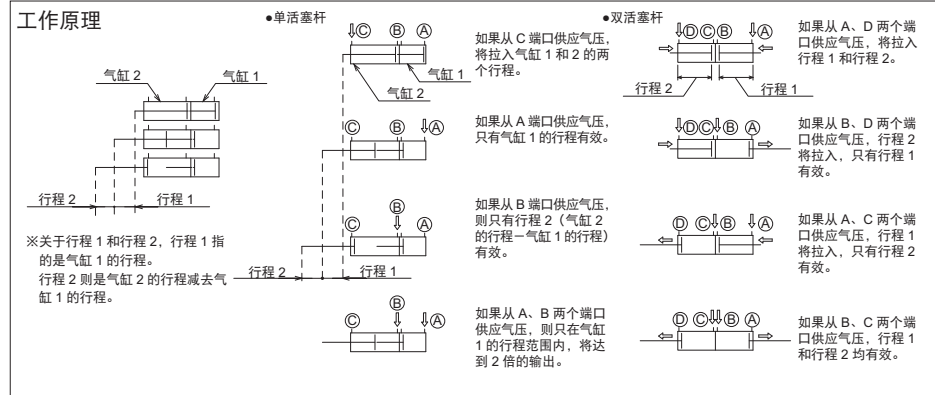 工作原理
气缸 2
气缸 1
行程 2
行程 1
※关于行程 1 和行程 2，行程 1 指
的是气缸 1 的行程。
行程 2 则是气缸 2 的行程减去气
缸 1 的行程。
●单活塞杆
Ⓒ Ⓑ Ⓐ
气缸 1
气缸 2
如果从 C 端口供应气压，
将拉入气缸 1 和 2 的两
个行程。
Ⓒ Ⓑ Ⓐ
如果从 A 端口供应气压，
只有气缸 1 的行程有效。
Ⓑ
Ⓒ Ⓐ
行程 2
行程 1
如果从 B 端口供应气压，
则只有行程 2（气缸 2
的行程－气缸 1 的行程）
有效。
Ⓑ
Ⓒ Ⓐ
如果从 A、B 两个端口
供应气压，则只在气缸
1 的行程范围内，将达
到 2 倍的输出。
●双活塞杆
Ⓓ Ⓒ Ⓑ Ⓐ
行程 2
行程 1
如果从 A、D 两个端
口供应气压，将拉入
行程 1 和行程 2。
Ⓓ Ⓒ Ⓑ Ⓐ
如果从 B、D 两个端
口供应气压，行程 2
将拉入，只有行程 1
有效。
Ⓓ Ⓒ Ⓑ Ⓐ
如果从 A、C 两个端
口供应气压，行程 1
将拉入，只有行程 2
有效。
Ⓓ Ⓒ Ⓑ Ⓐ
如果从 B、C 两个端
口供应气压，行程 1
和行程 2 均有效。